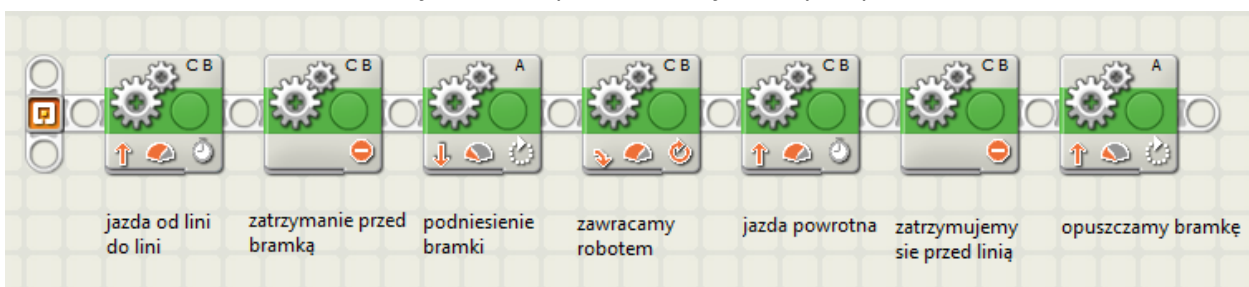 C B
C B
A
C B
C B
C B
A
jazda od lini
do lini
zatrzymanie przed
bramką
podniesienie
bramki
zawracamy
robotem
jazda powrotna
zatrzymujemy
sie przed linią
opuszczamy bramkę